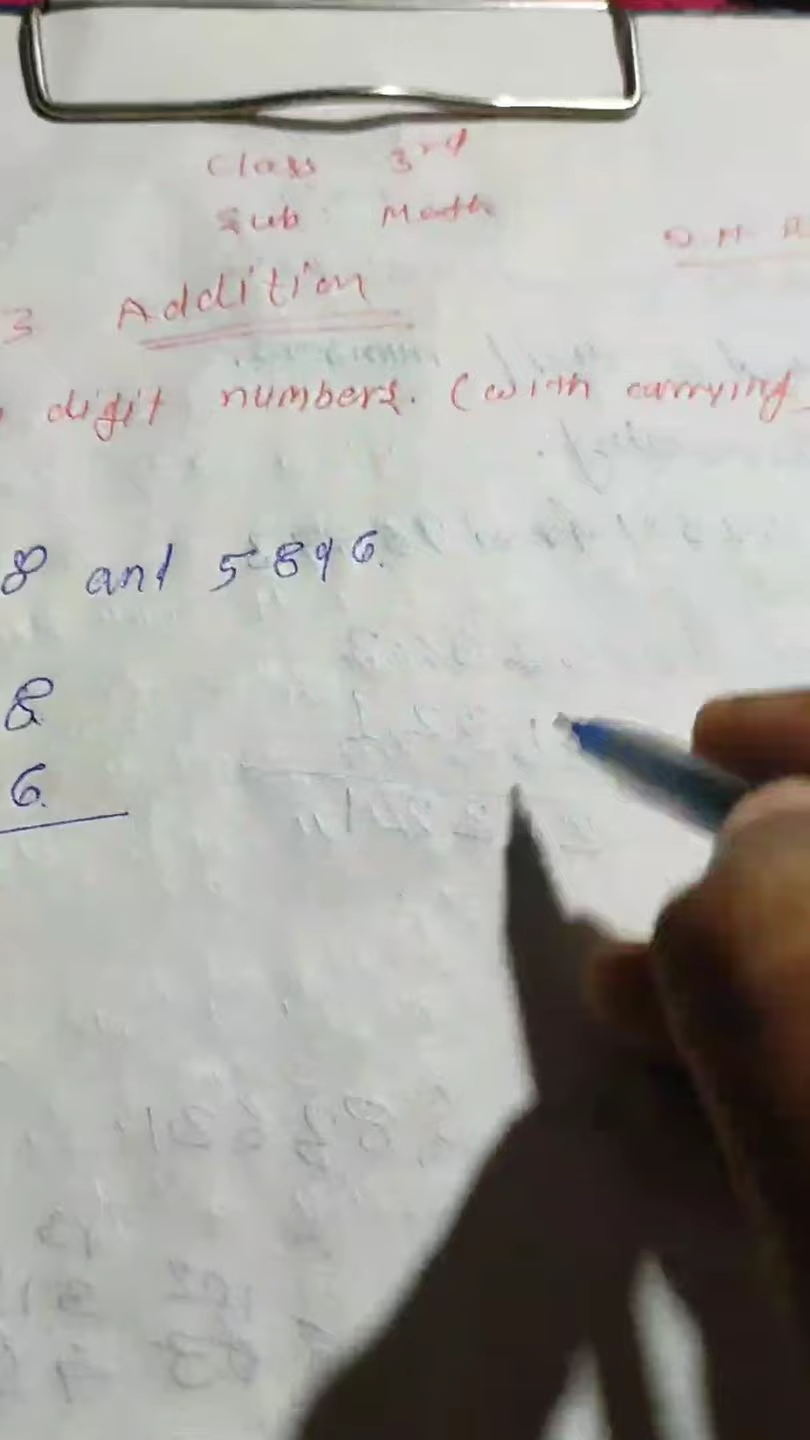 Class 3rd
Sub: Math
3 Addition
digit numbers. (with carrying
8 and 5896.
8
6